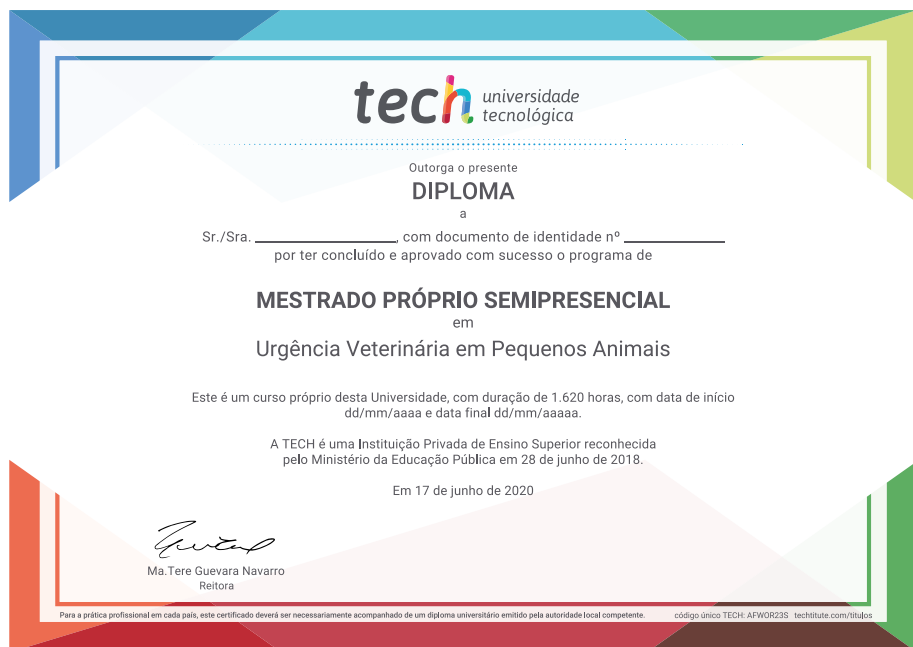 tech universidade
tecnológica
Outorga o presente
DIPLOMA
a
Sr./Sra. ________________, com documento de identidade nº ____________
por ter concluído e aprovado com sucesso o programa de
MESTRADO PRÓPRIO SEMIPRESENCIAL
em
Urgência Veterinária em Pequenos Animais
Este é um curso próprio desta Universidade, com duração de 1.620 horas, com data de início
dd/mm/aaaa e data final dd/mm/aaaaa.
A TECH é uma Instituição Privada de Ensino Superior reconhecida
pelo Ministério da Educação Pública em 28 de junho de 2018.
Em 17 de junho de 2020
Ma.Tere Guevara Navarro
Reitora
Para a prática profissional em cada país, este certificado deverá ser necessariamente acompanhado de um diploma universitário emitido pela autoridade local competente. código único TECH: AFWOR23S techtitute.com/titulos